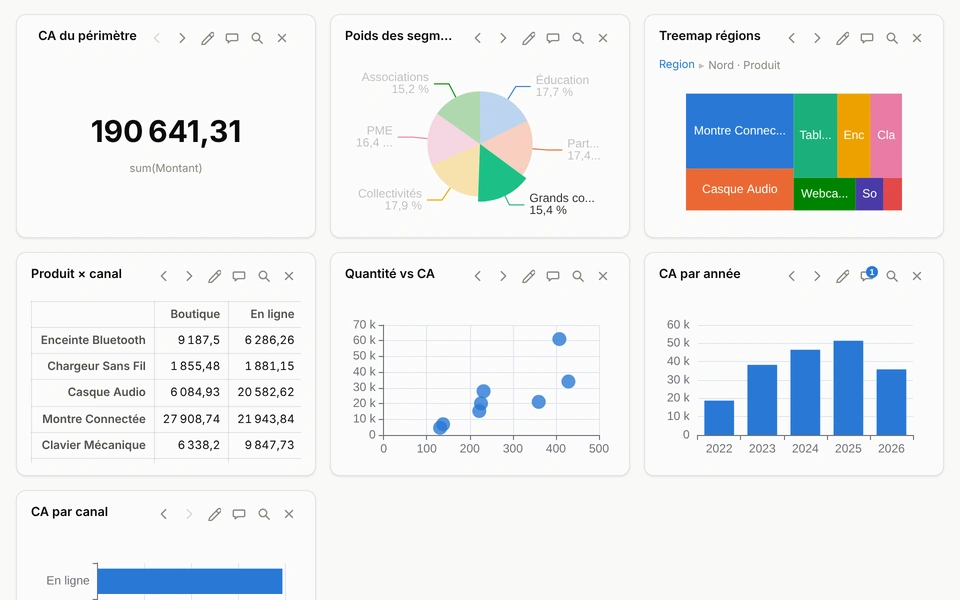 CA du périmètre
190 641,31
sum(Montant)
Poids des segm...
Associations
15,2 %
Éducation
17,7 %
PME
16,4 ...
Part...
17,4...
Collectivités
17,9 %
Grands co...
15,4 %
Treemap régions
Region ▸ Nord · Produit
Montre Connec...
Tabl...
Enc
Cla
Casque Audio
Webca...
So
Produit × canal
Boutique En ligne
Enceinte Bluetooth 9 187,5 6 286,26
Chargeur Sans Fil 1 855,48 1 881,15
Casque Audio 6 084,93 20 582,62
Montre Connectée 27 908,74 21 943,84
Clavier Mécanique 6 338,2 9 847,73
Quantité vs CA
70 k
60 k
50 k
40 k
30 k
20 k
10 k
0
0 100 200 300 400 500
CA par année
1
60 k
50 k
40 k
30 k
20 k
10 k
0
2022 2023 2024 2025 2026
CA par canal
En ligne